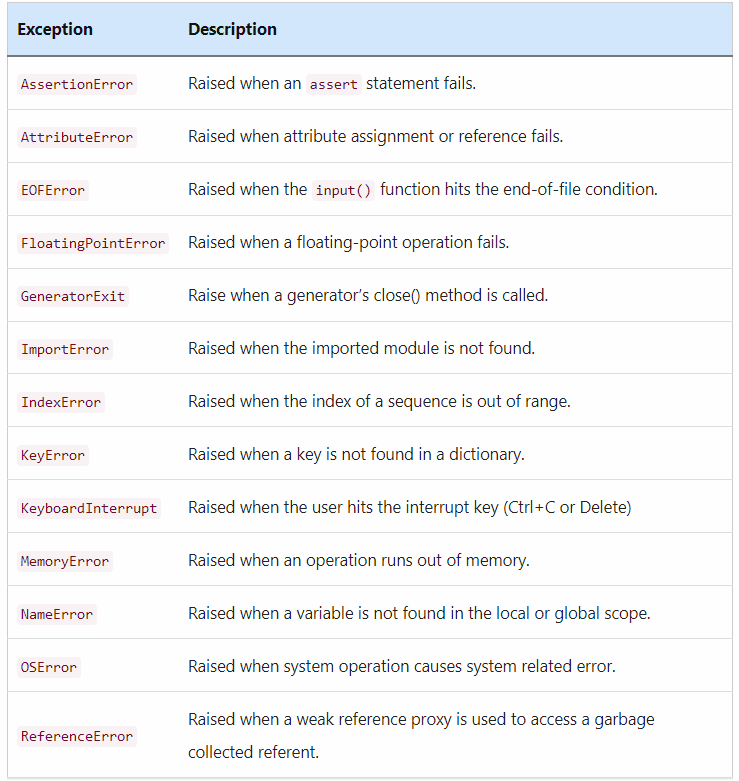 Exception Description
AssertionError Raised when an assert statement fails.
AttributeError Raised when attribute assignment or reference fails.
EOFError Raised when the input() function hits the end-of-file condition.
FloatingPointError Raised when a floating-point operation fails.
GeneratorExit Raise when a generator’s close() method is called.
ImportError Raised when the imported module is not found.
IndexError Raised when the index of a sequence is out of range.
KeyError Raised when a key is not found in a dictionary.
KeyboardInterrupt Raised when the user hits the interrupt key (Ctrl+C or Delete)
MemoryError Raised when an operation runs out of memory.
NameError Raised when a variable is not found in the local or global scope.
OSError Raised when system operation causes system related error.
ReferenceError Raised when a weak reference proxy is used to access a garbage
collected referent.